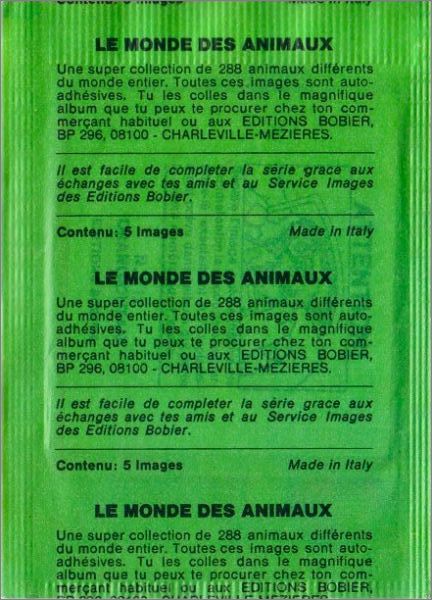 Contenu: 5 Images Made in Italy
LE MONDE DES ANIMAUX
Une super collection de 288 animaux différents
du monde entier. Toutes ces images sont auto-
adhésives. Tu les colles dans le magnifique
album que tu peux te procurer chez ton com-
merçant habituel ou aux EDITIONS BOBIER,
BP 296, 08100 - CHARLEVILLE-MEZIERES.
Il est facile de completer la série grace aux
échanges avec tes amis et au Service Images
des Editions Bobier.
Contenu: 5 Images Made in Italy
LE MONDE DES ANIMAUX
Une super collection de 288 animaux différents
du monde entier. Toutes ces images sont auto-
adhésives. Tu les colles dans le magnifique
album que tu peux te procurer chez ton com-
merçant habituel ou aux EDITIONS BOBIER,
BP 296, 08100 - CHARLEVILLE-MEZIERES.
Il est facile de completer la série grace aux
échanges avec tes amis et au Service Images
des Editions Bobier.
Contenu: 5 Images Made in Italy
LE MONDE DES ANIMAUX
Une super collection de 288 animaux différents
du monde entier. Toutes ces images sont auto-
adhésives. Tu les colles dans le magnifique
album que tu peux te procurer chez ton com-
merçant habituel ou aux EDITIONS BOBIER,